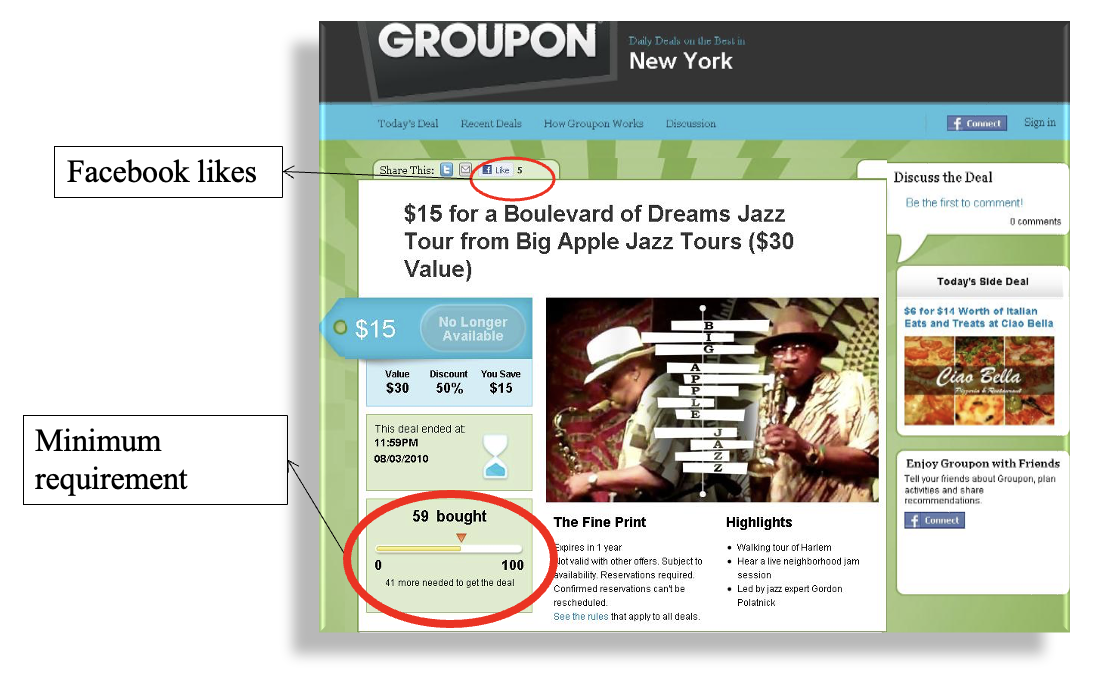 GROUPON
Daily Deals on the Best in
New York
Today's Deal Recent Deals How Groupon Works Discussion
f Connect Sign in
Facebook likes
Share This: Like 5
$15 for a Boulevard of Dreams Jazz
Tour from Big Apple Jazz Tours ($30
Value)
Discuss the Deal
Be the first to comment!
0 comments
$15
No Longer
Available
Value Discount You Save
$30 50% $15
This deal ended at:
11:59PM
08/03/2010
Minimum
requirement
59 bought
0 100
41 more needed to get the deal
BIG
APPLE
JAZZ
The Fine Print
Expires in 1 year
Not valid with other offers. Subject to
availability. Reservations required.
Confirmed reservations can't be
rescheduled.
See the rules that apply to all deals.
Highlights
Walking tour of Harlem
Hear a live neighborhood jam
session
Led by jazz expert Gordon
Polatnick
Today's Side Deal
$6 for $14 Worth of Italian
Eats and Treats at Ciao Bella
Ciao Bella
Pizzeria & Restaurant
Enjoy Groupon with Friends
Tell your friends about Groupon, plan
activities and share
recommendations.
f Connect